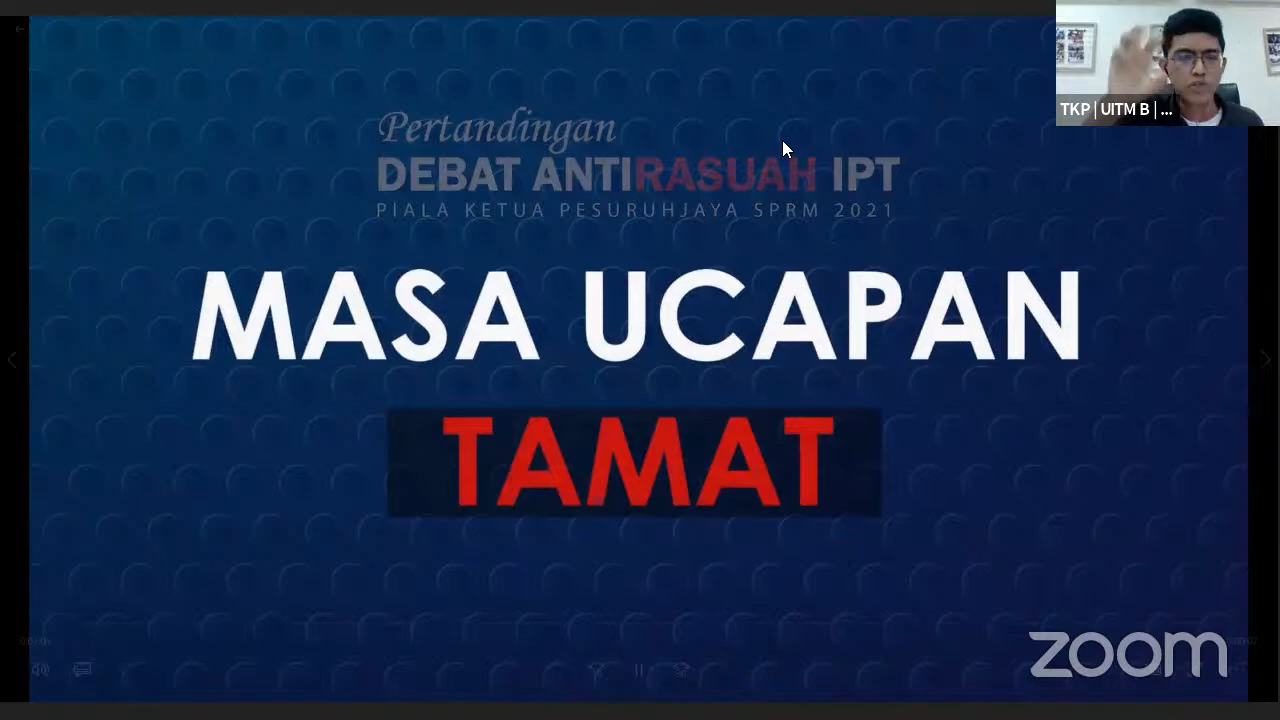 TKP | UITM B | ...
Pertandingan
DEBAT ANTIRASUAH IPT
PIALA KETUA PESURUHJAYA SPRM 2021
MASA UCAPAN
TAMAT
zoom